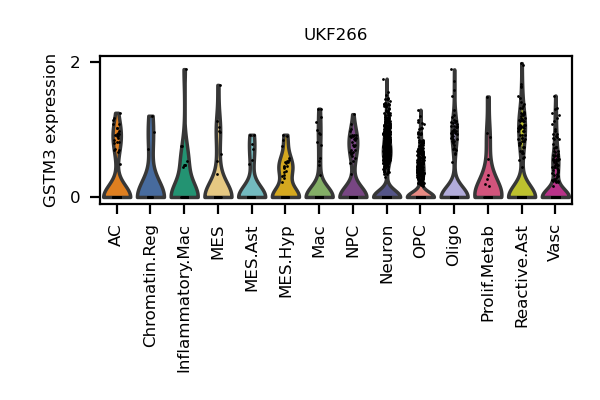 UKF266
GSTM3 expression
2
0
AC
Chromatin.Reg
Inflammatory.Mac
MES
MES.Ast
MES.Hyp
Mac
NPC
Neuron
OPC
Oligo
Prolif.Metab
Reactive.Ast
Vasc